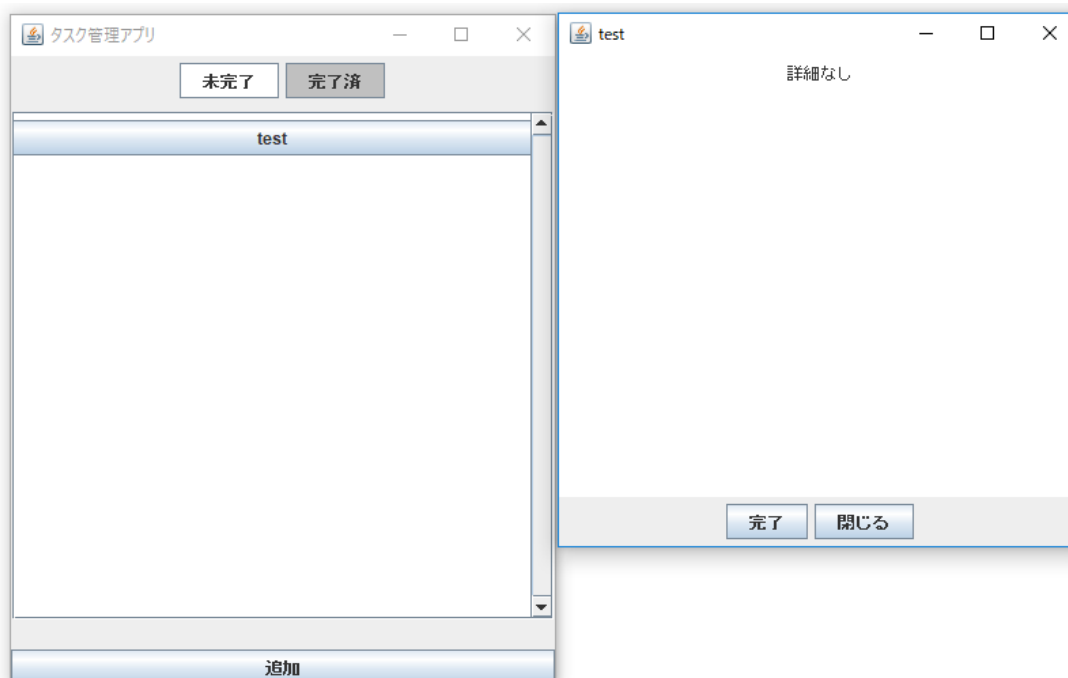 タスク管理アプリ
未完了 完了済
test
追加
test
詳細なし
完了 閉じる